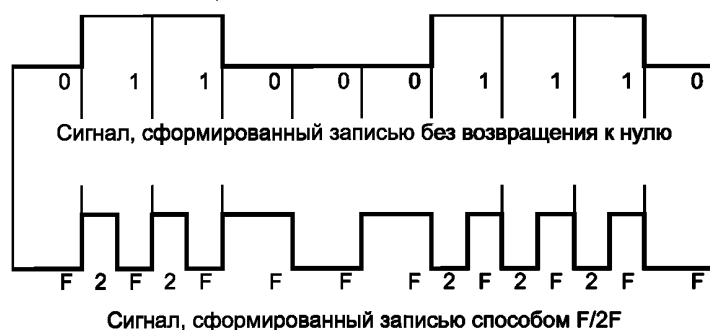 0 1 1 0 0 0 1 1 1 0
Сигнал, сформированный записью без возвращения к нулю
F 2 F 2 F F F F 2 F 2 F 2 F F
Сигнал, сформированный записью способом F/2F